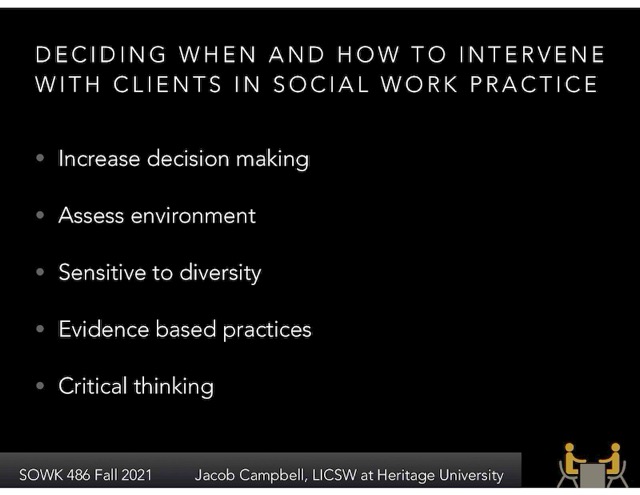 DECIDING WHEN AND HOW TO INTERVENE
WITH CLIENTS IN SOCIAL WORK PRACTICE
• Increase decision making
• Assess environment
• Sensitive to diversity
• Evidence based practices
• Critical thinking
SOWK 486 Fall 2021 Jacob Campbell, LICSW at Heritage University